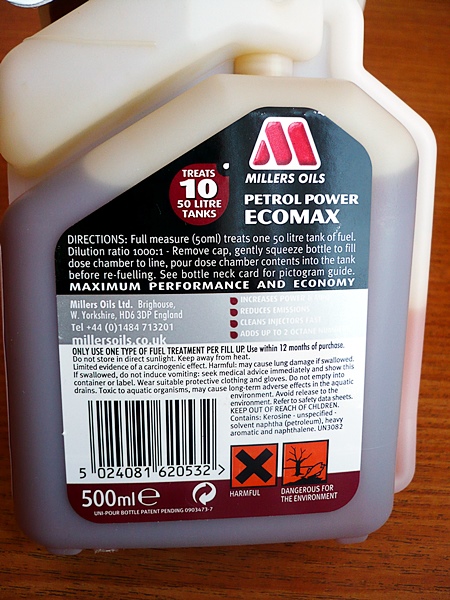 MILLERS OILS
TREATS
10
50 LITRE
TANKS
PETROL POWER
ECOMAX
DIRECTIONS: Full measure (50ml) treats one 50 litre tank of fuel.
Dilution ratio 1000:1 - Remove cap, gently squeeze bottle to fill
dose chamber to line, pour dose chamber contents into the tank
before re-fuelling. See bottle neck card for pictogram guide.
MAXIMUM PERFORMANCE AND ECONOMY
Millers Oils Ltd. Brighouse,
W. Yorkshire, HD6 3DP England
Tel +44 (0)1484 713201
millersoils.co.uk
INCREASES POWER &
REDUCES EMISSIONS
CLEANS INJECTORS
ADDS UP TO 2 OCTANE
ONLY USE ONE TYPE OF FUEL TREATMENT PER FILL UP. Use within 12 months of purchase.
Do not store in direct sunlight. Keep away from heat.
Limited evidence of a carcinogenic effect. Harmful: may cause lung damage if swallowed.
If swallowed, do not induce vomiting: seek medical advice immediately and show this
container or label. Wear suitable protective clothing and gloves. Do not empty into
drains. Toxic to aquatic organisms, may cause long-term adverse effects in the aquatic
environment. Avoid release to the
environment. Refer to safety data sheets.
KEEP OUT OF REACH OF CHILDREN.
Contains: Kerosine - unspecified -
solvent naphtha (petroleum), heavy
aromatic and naphthalene. UN3082
5 024081 620532 >
500ml e
HARMFUL
DANGEROUS FOR
THE ENVIRONMENT
UNI-POUR BOTTLE PATENT PENDING 0903473-7